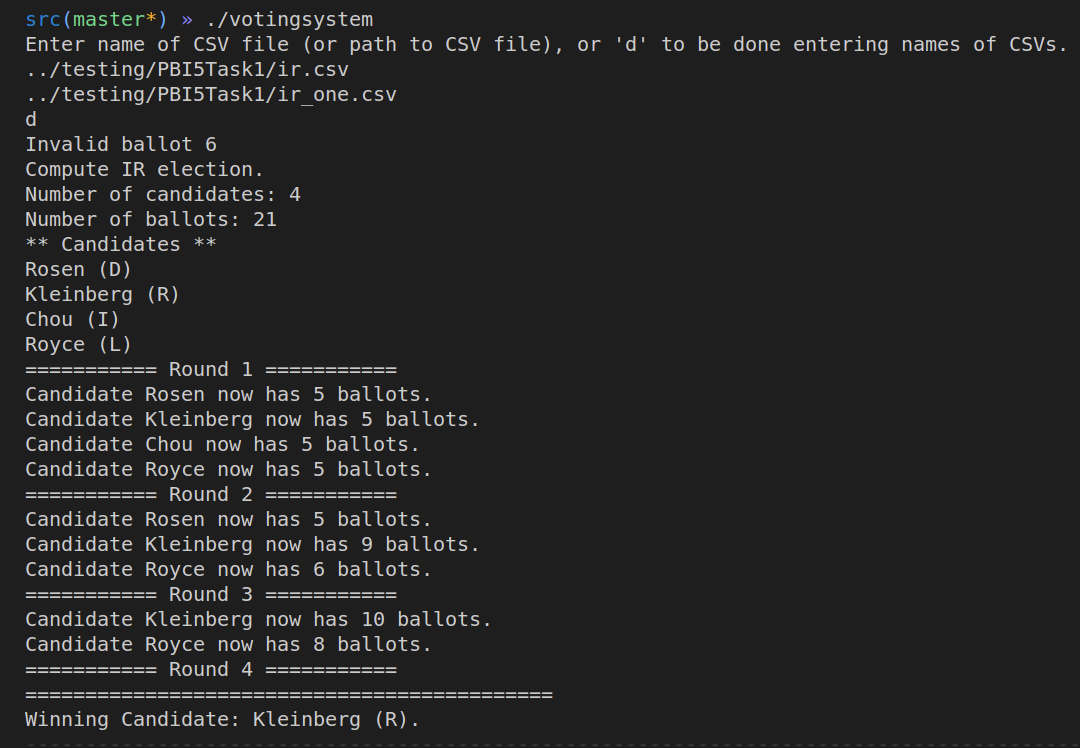 src(master*) » ./votingsystem
Enter name of CSV file (or path to CSV file), or 'd' to be done entering names of CSVs.
../testing/PBI5Task1/ir.csv
../testing/PBI5Task1/ir_one.csv
d
Invalid ballot 6
Compute IR election.
Number of candidates: 4
Number of ballots: 21
** Candidates **
Rosen (D)
Kleinberg (R)
Chou (I)
Royce (L)
=========== Round 1 ===========
Candidate Rosen now has 5 ballots.
Candidate Kleinberg now has 5 ballots.
Candidate Chou now has 5 ballots.
Candidate Royce now has 5 ballots.
=========== Round 2 ===========
Candidate Rosen now has 5 ballots.
Candidate Kleinberg now has 9 ballots.
Candidate Royce now has 6 ballots.
=========== Round 3 ===========
Candidate Kleinberg now has 10 ballots.
Candidate Royce now has 8 ballots.
=========== Round 4 ===========
============================================
Winning Candidate: Kleinberg (R).